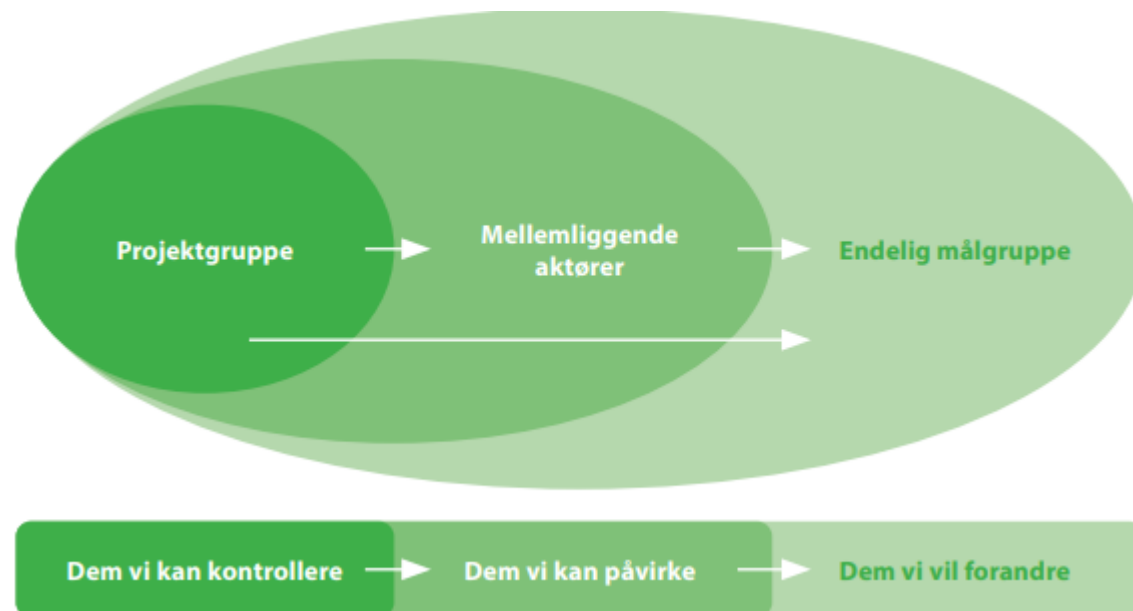 Projektgruppe
Mellemliggende
aktører
Endelig målgruppe
Dem vi kan kontrollere
Dem vi kan påvirke
Dem vi vil forandre